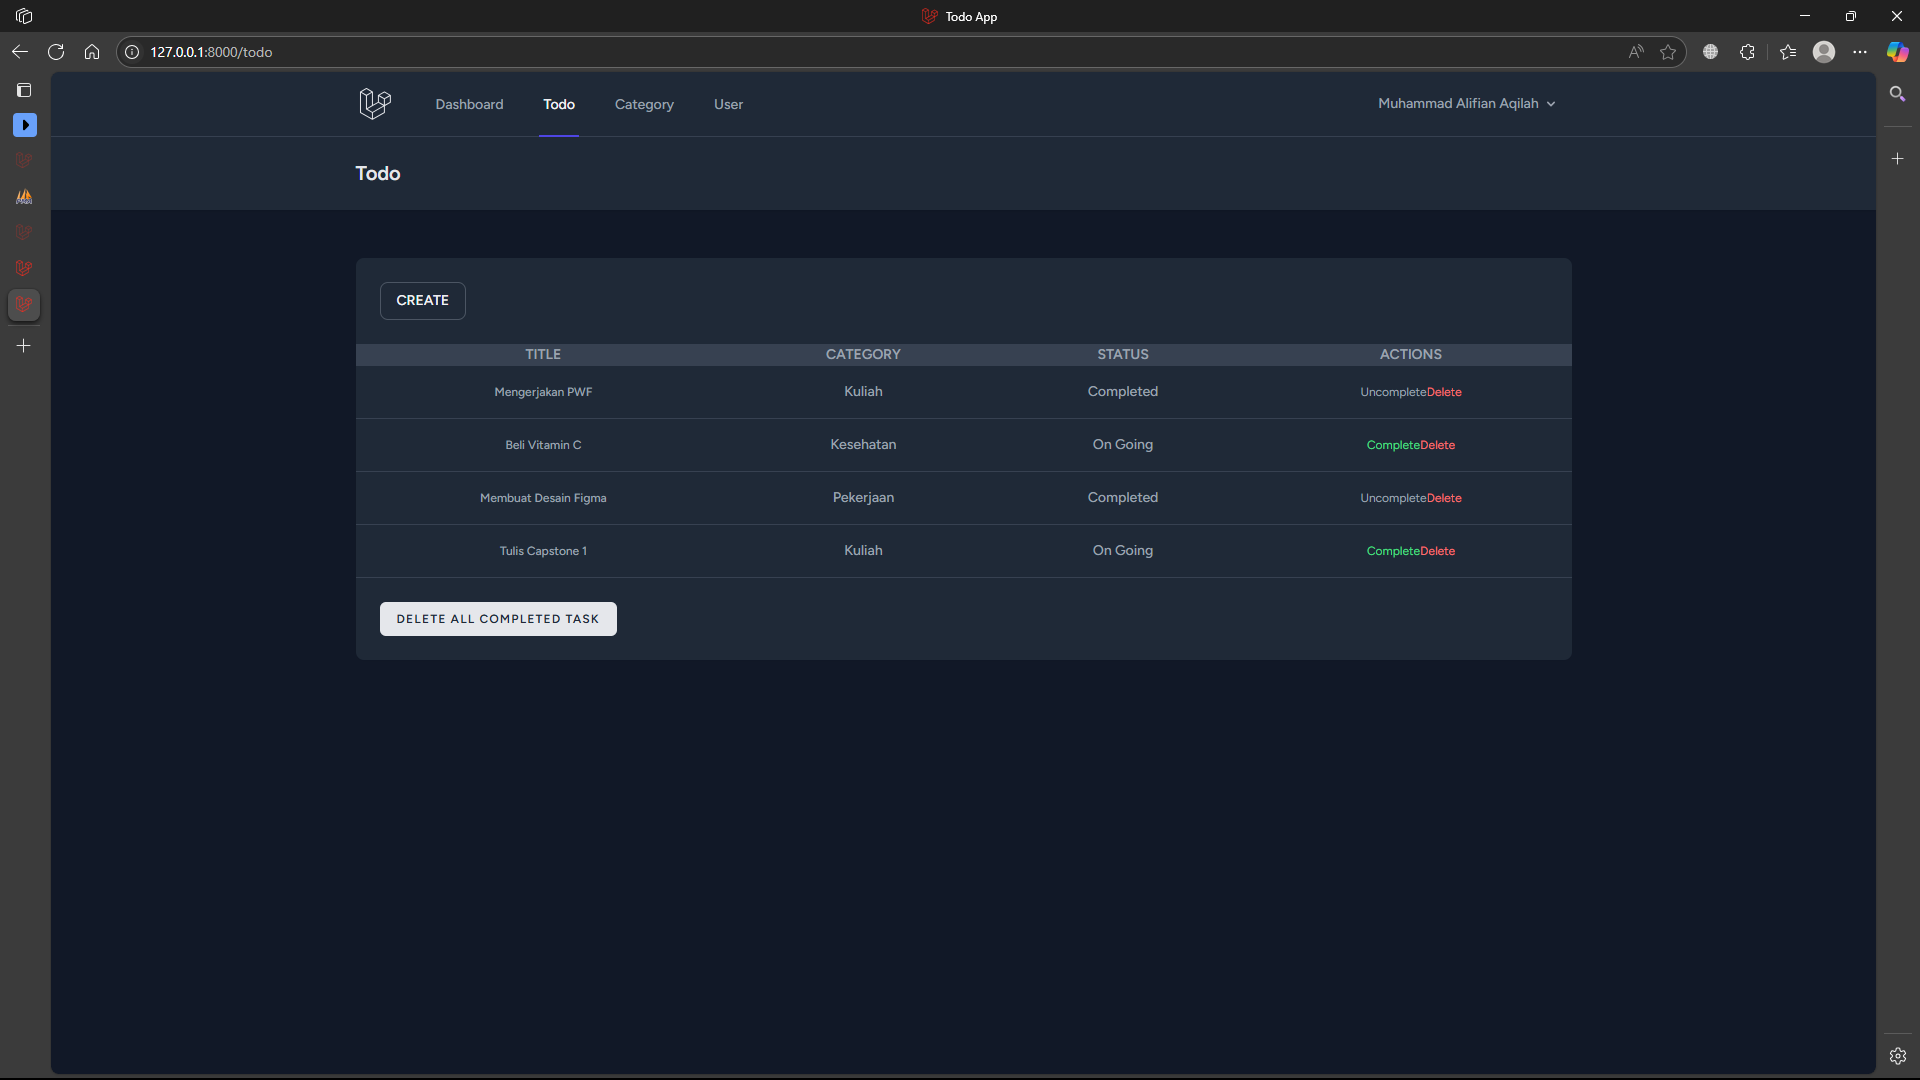 Todo App
127.0.0.1:8000/todo
Dashboard Todo Category User Muhammad Alifian Aqilah
Todo
CREATE
TITLE CATEGORY STATUS ACTIONS
Mengerjakan PWF Kuliah Completed UncompleteDelete
Beli Vitamin C Kesehatan On Going CompleteDelete
Membuat Desain Figma Pekerjaan Completed UncompleteDelete
Tulis Capstone 1 Kuliah On Going CompleteDelete
DELETE ALL COMPLETED TASK